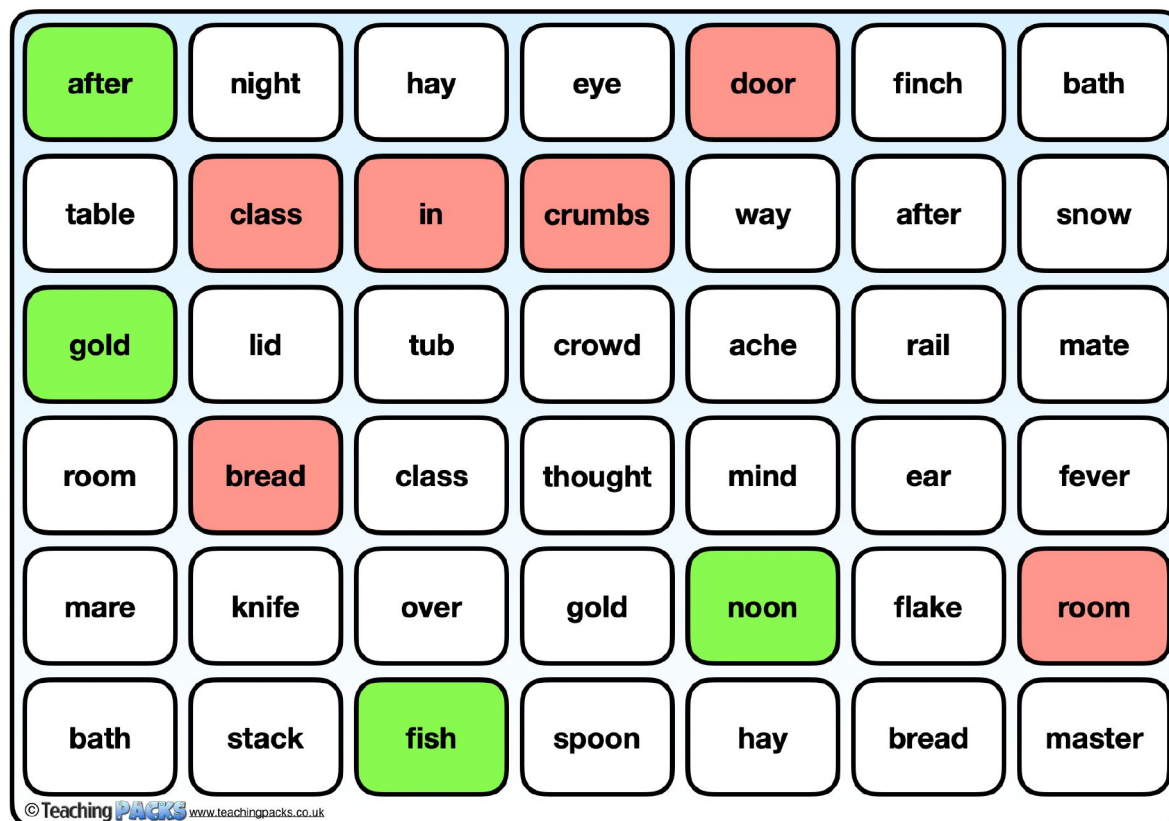 after night hay eye door finch bath
table class in crumbs way after snow
gold lid tub crowd ache rail mate
room bread class thought mind ear fever
mare knife over gold noon flake room
bath stack fish spoon hay bread master
© Teaching PACKS www.teachingpacks.co.uk